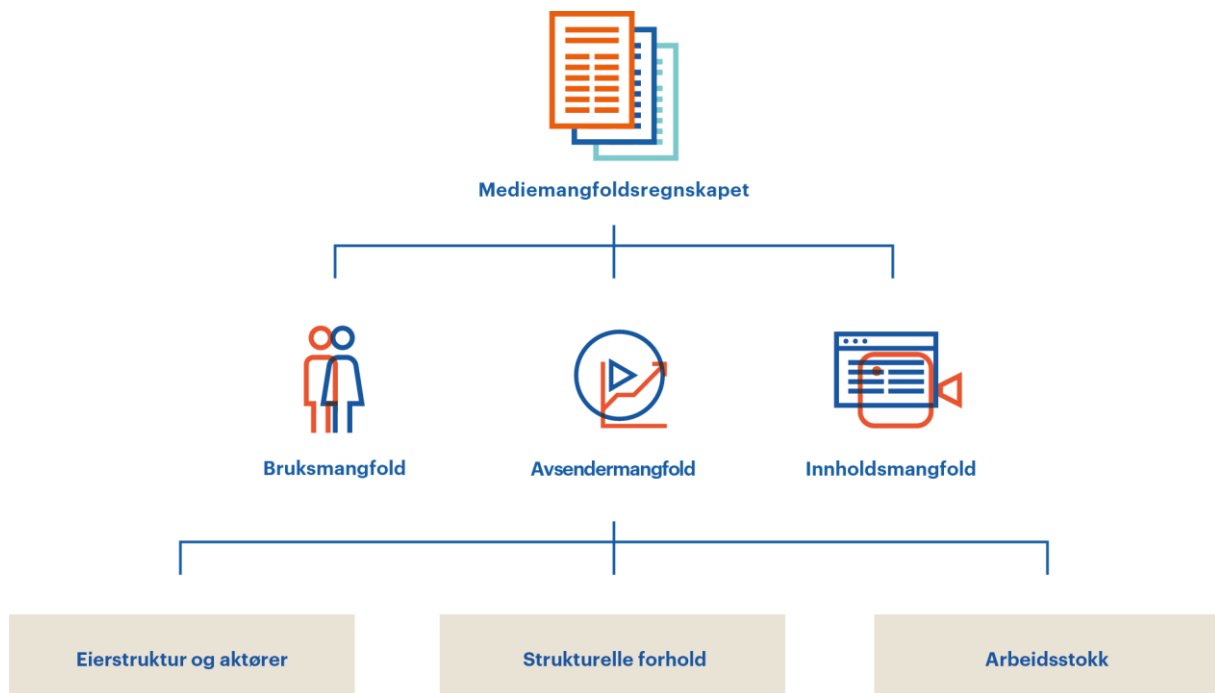 Mediemangfoldsregnskapet
Bruksmangfold
Avsendermangfold
Innholdsmangfold
Eierstruktur og aktører
Strukturelle forhold
Arbeidsstokk